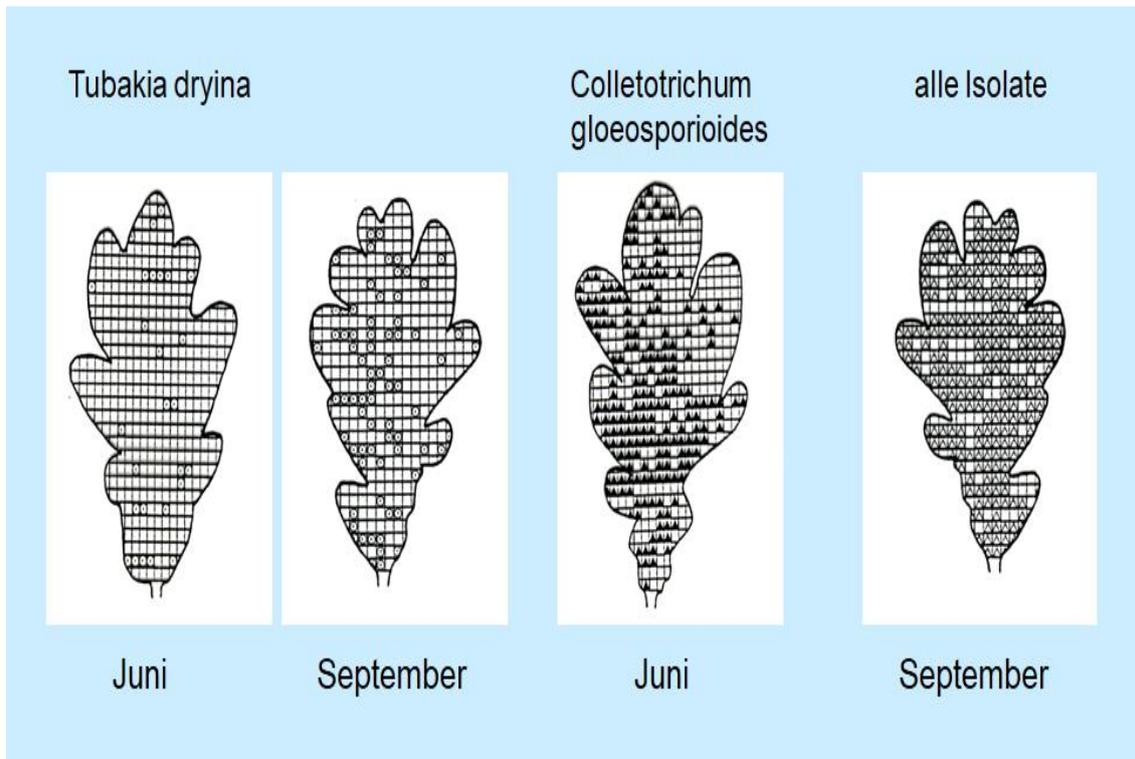 Tubakia dryina
Colletotrichum
gloeosporioides
alle Isolate
Juni
September
Juni
September